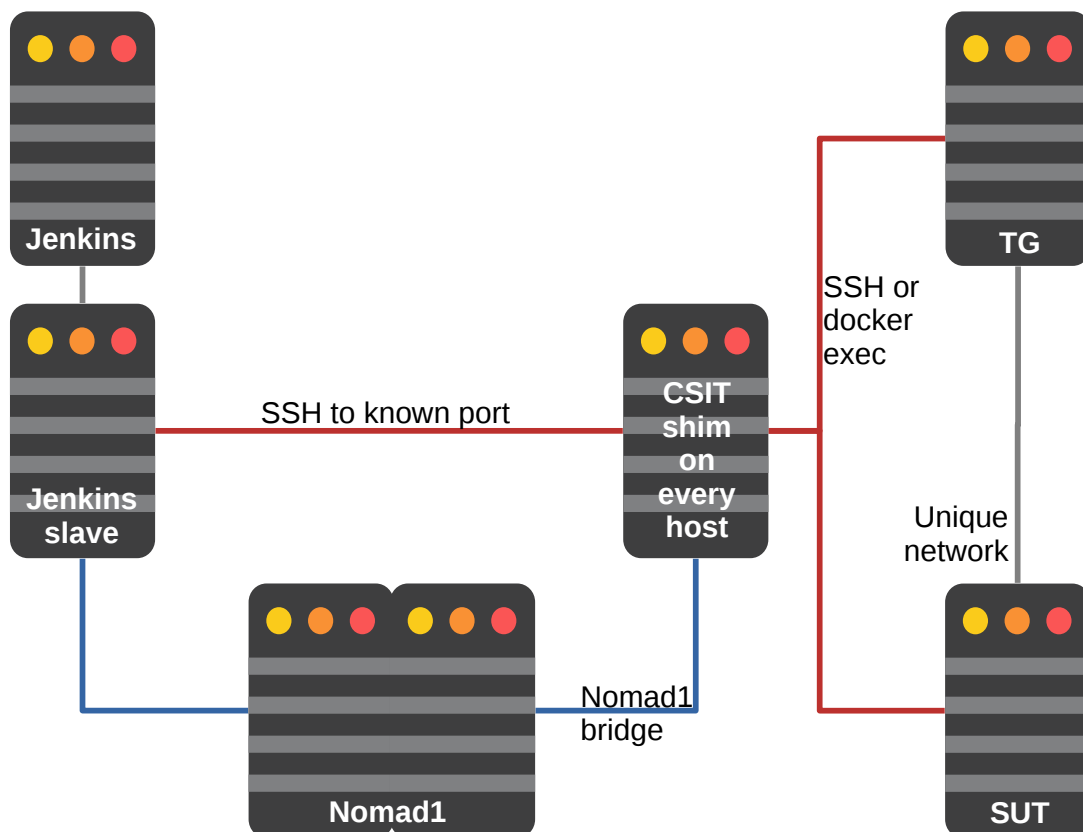 Jenkins
TG
SSH or
docker
exec
CSIT
shim
on
every
host
SSH to known port
Jenkins
slave
Unique
network
Nomad1
bridge
Nomad1
SUT